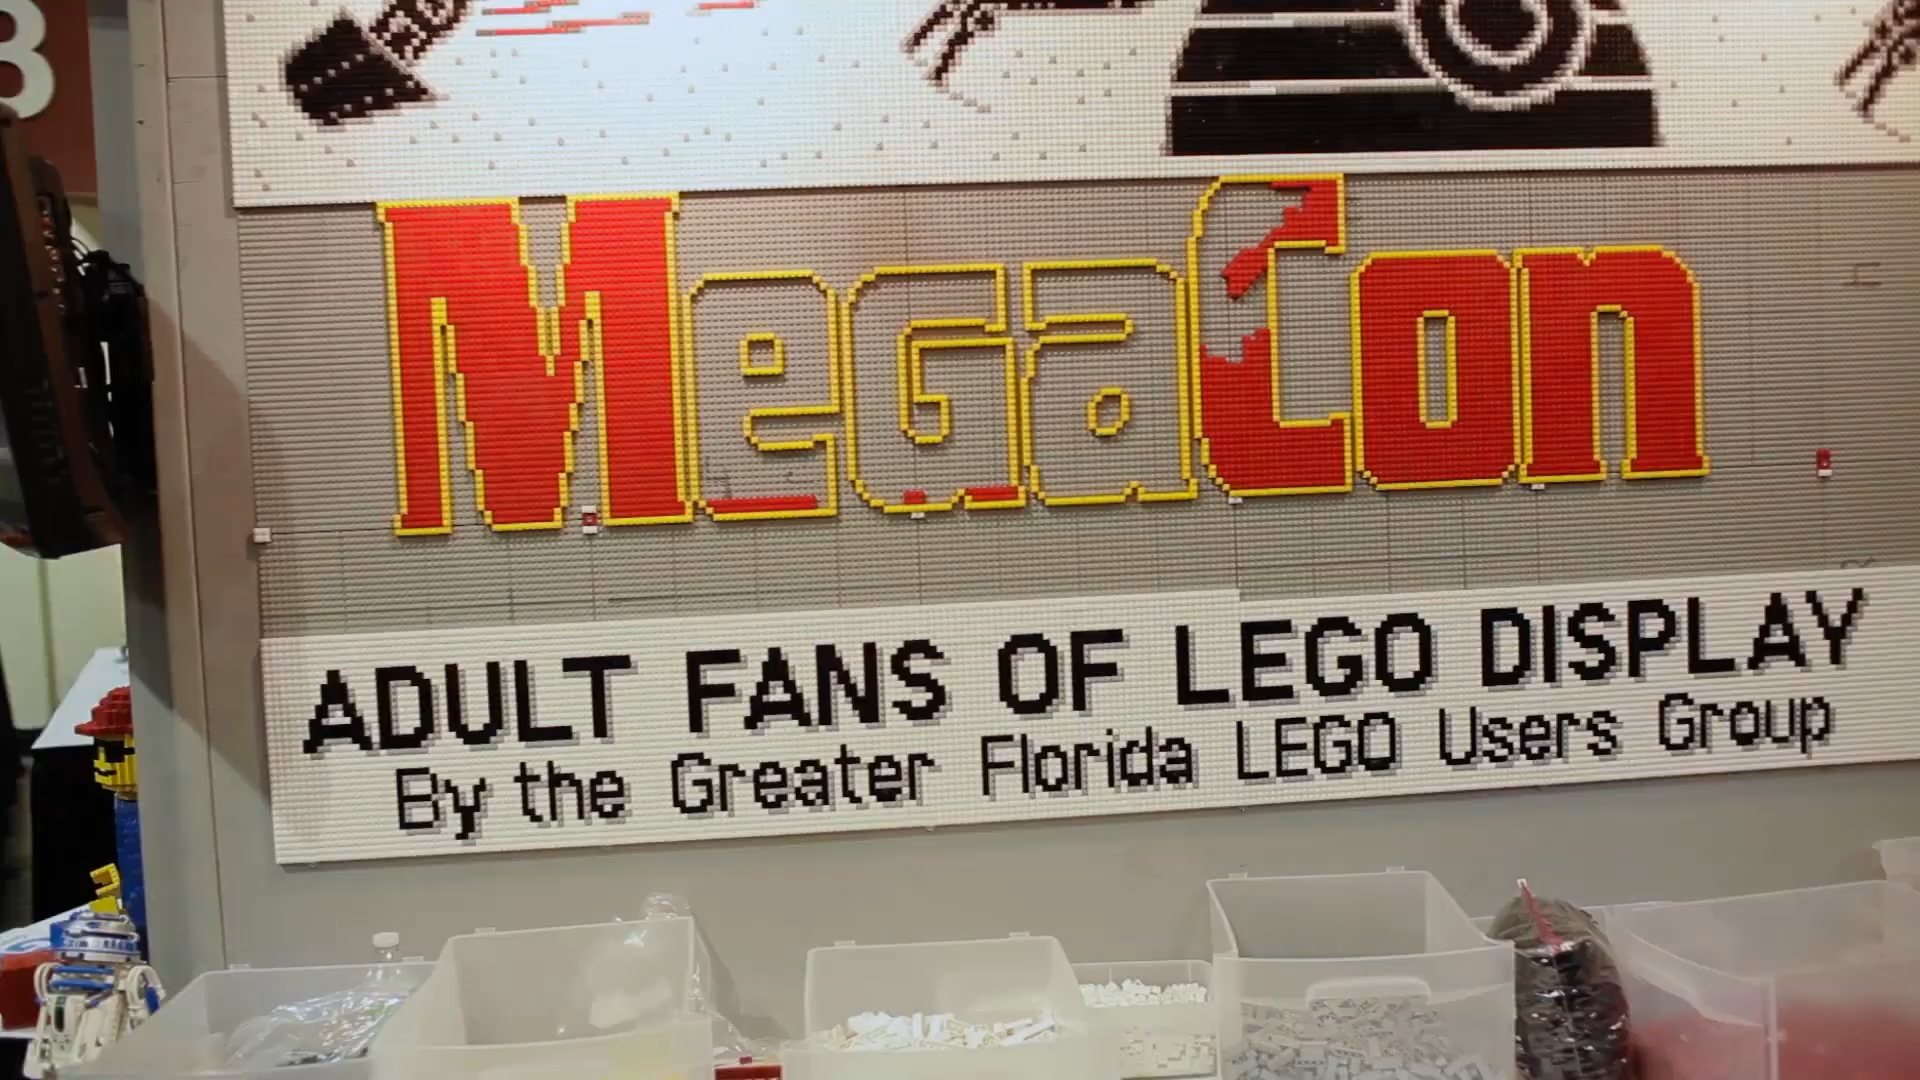 MegaCon
ADULT FANS OF LEGO DISPLAY
By the Greater Florida LEGO Users Group